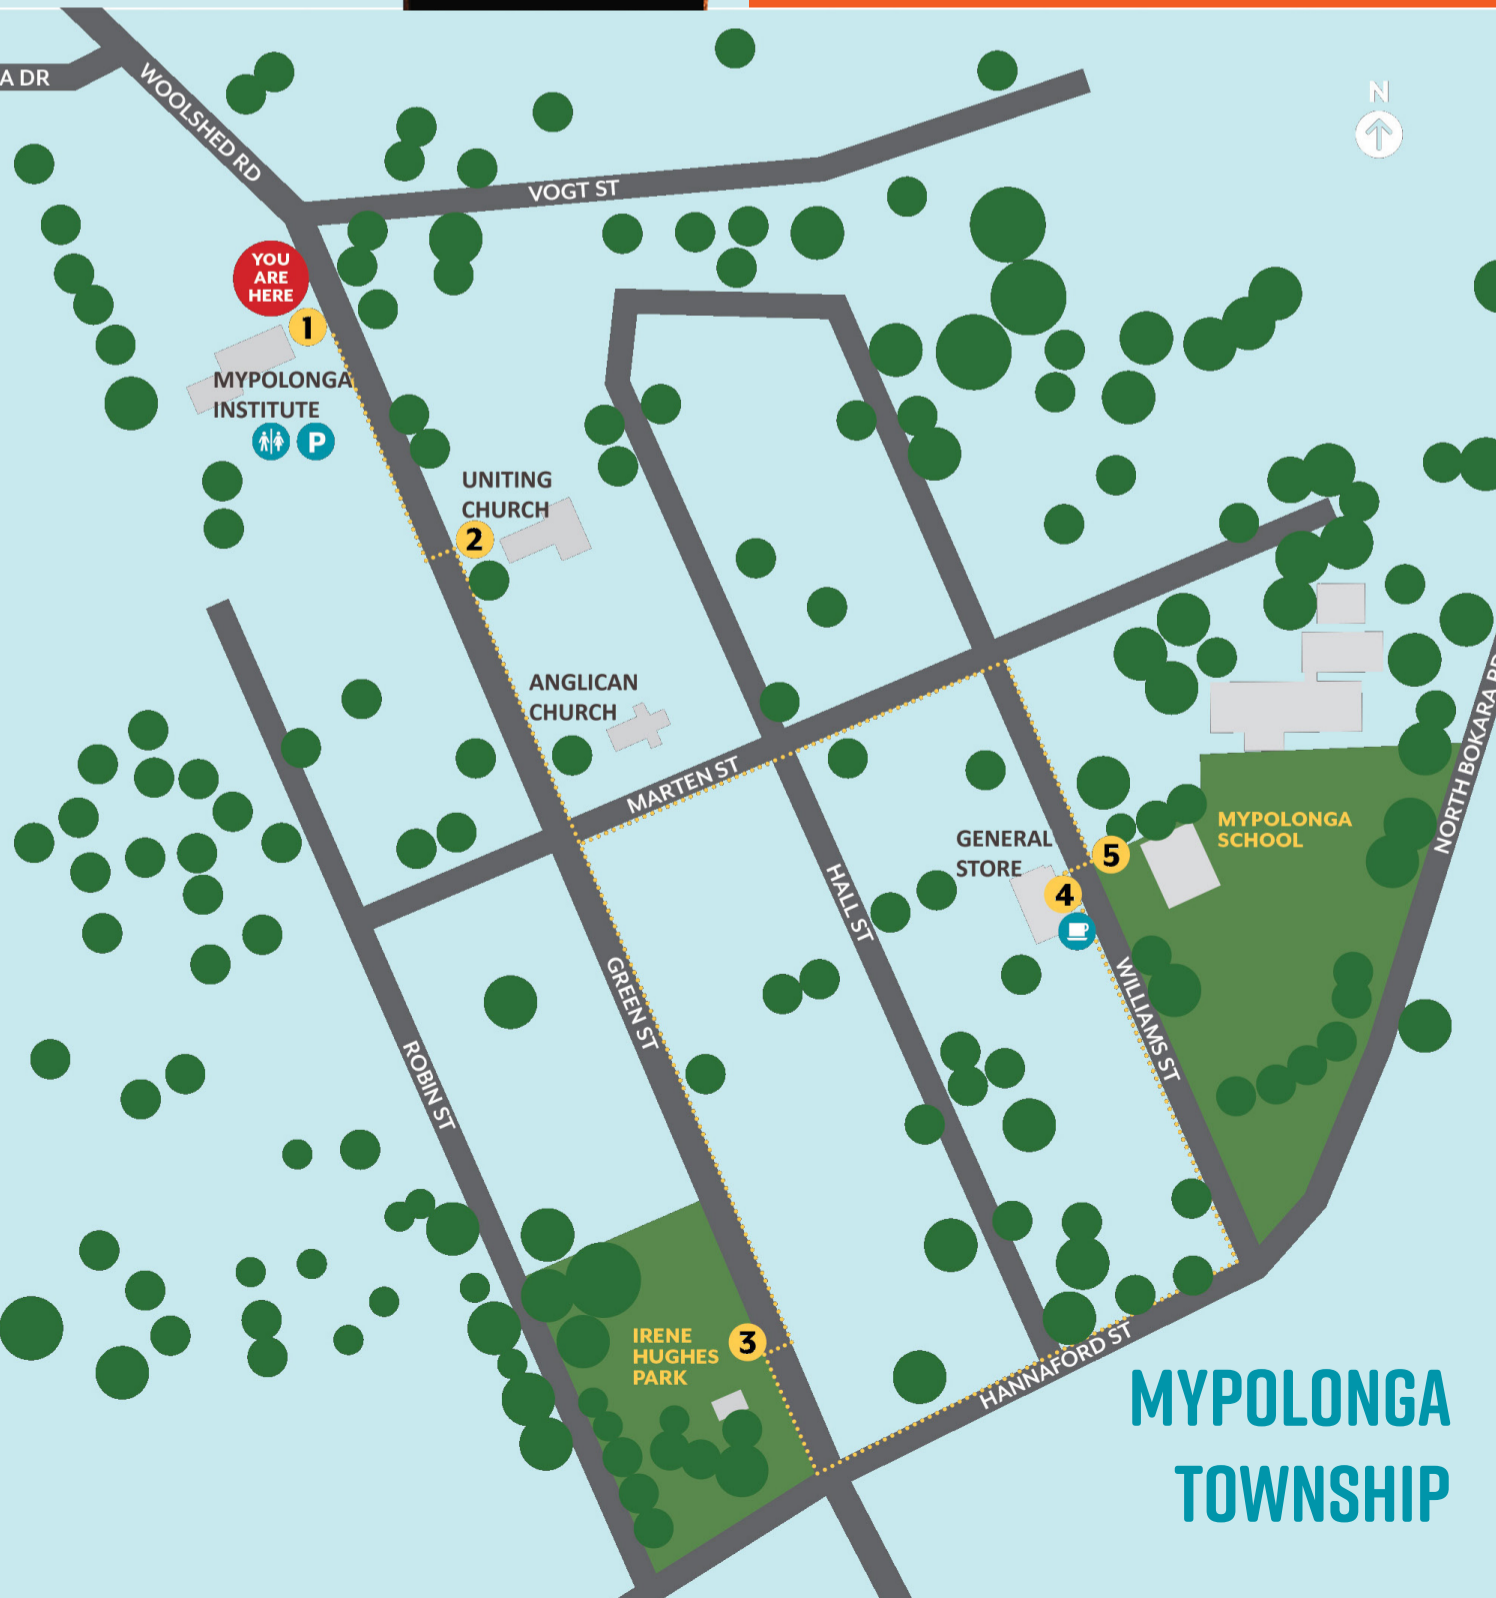 A DR
WOOLSHED RD
N
VOGT ST
YOU
ARE
HERE
1
MYPOLONGA
INSTITUTE
P
UNITING
CHURCH
2
ANGLICAN
CHURCH
MARTEN ST
NORTH BOKARA RD
MYPOLONGA
SCHOOL
GENERAL
STORE
5
4
HALL ST
GREEN ST
WILLIAMS ST
ROBIN ST
IRENE
HUGHES
PARK
3
HANNAFORD ST
MYPOLONGA
TOWNSHIP